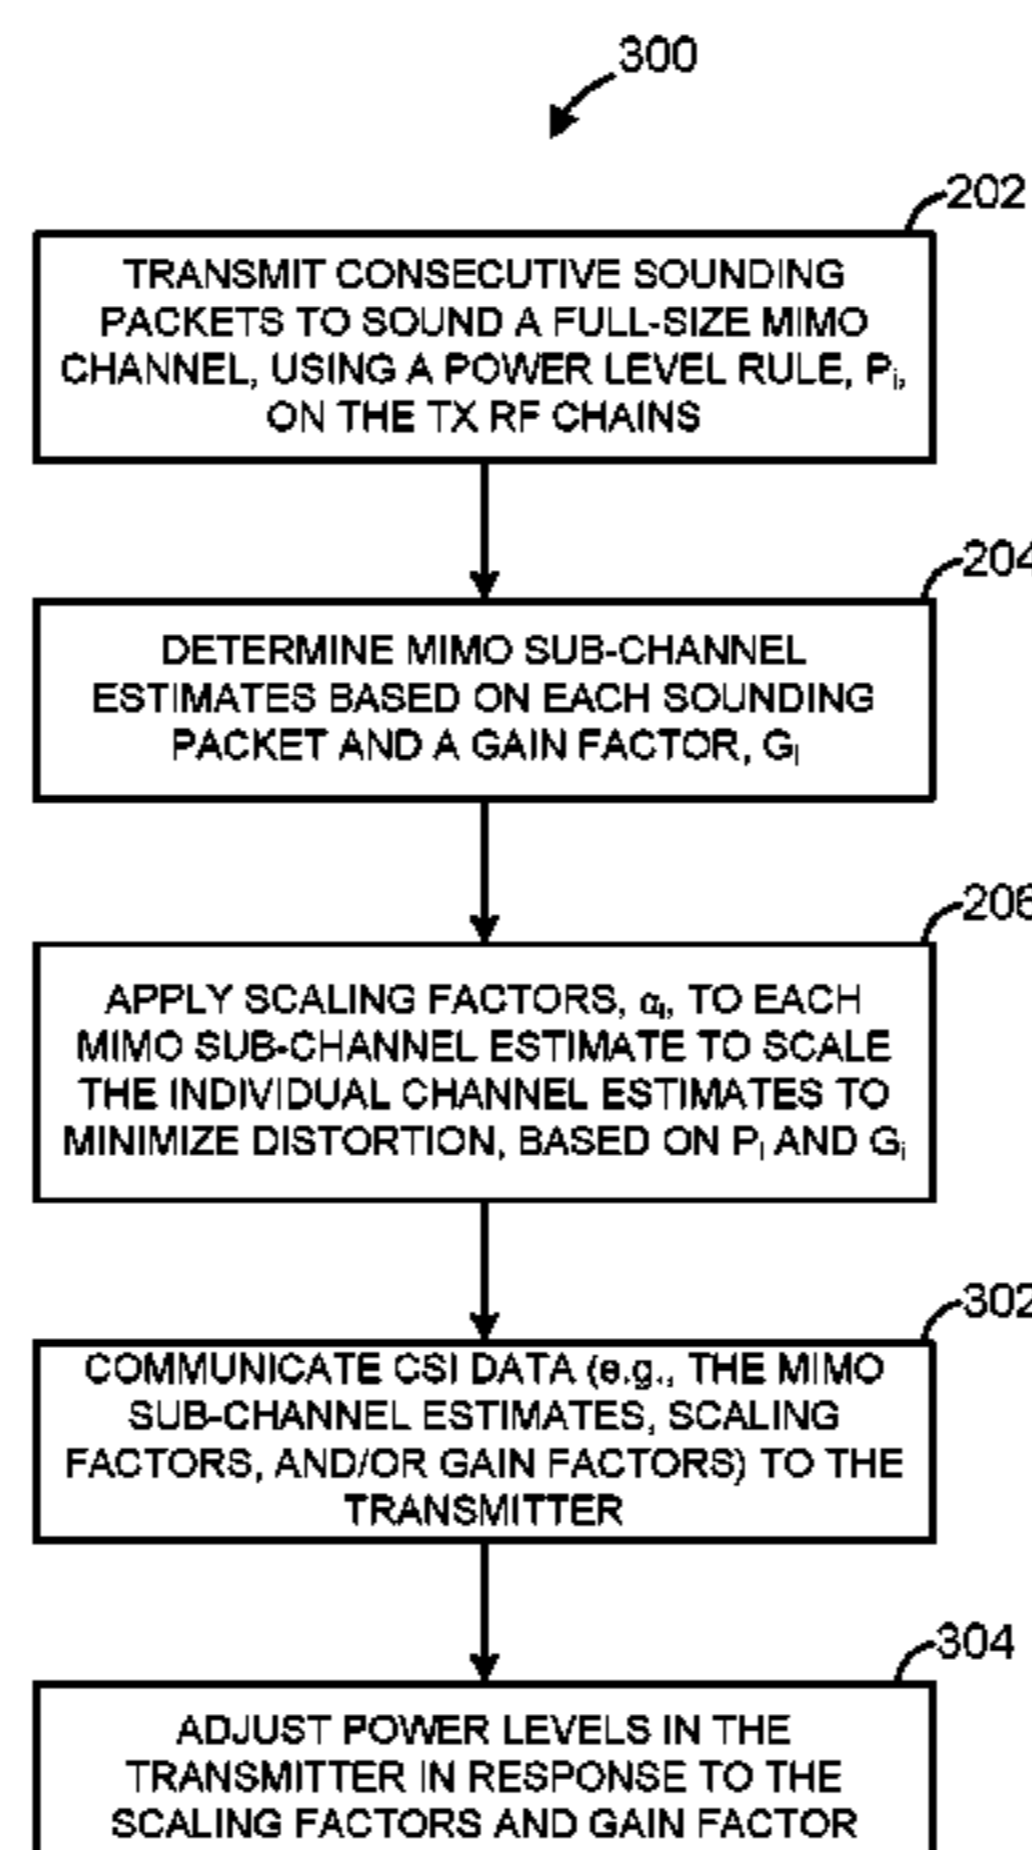 300
202
TRANSMIT CONSECUTIVE SOUNDING
PACKETS TO SOUND A FULL-SIZE MIMO
CHANNEL, USING A POWER LEVEL RULE, Pi,
ON THE TX RF CHAINS
204
DETERMINE MIMO SUB-CHANNEL
ESTIMATES BASED ON EACH SOUNDING
PACKET AND A GAIN FACTOR, Gi
206
APPLY SCALING FACTORS, αi, TO EACH
MIMO SUB-CHANNEL ESTIMATE TO SCALE
THE INDIVIDUAL CHANNEL ESTIMATES TO
MINIMIZE DISTORTION, BASED ON Pi AND Gi
302
COMMUNICATE CSI DATA (e.g., THE MIMO
SUB-CHANNEL ESTIMATES, SCALING
FACTORS, AND/OR GAIN FACTORS) TO THE
TRANSMITTER
304
ADJUST POWER LEVELS IN THE
TRANSMITTER IN RESPONSE TO THE
SCALING FACTORS AND GAIN FACTOR